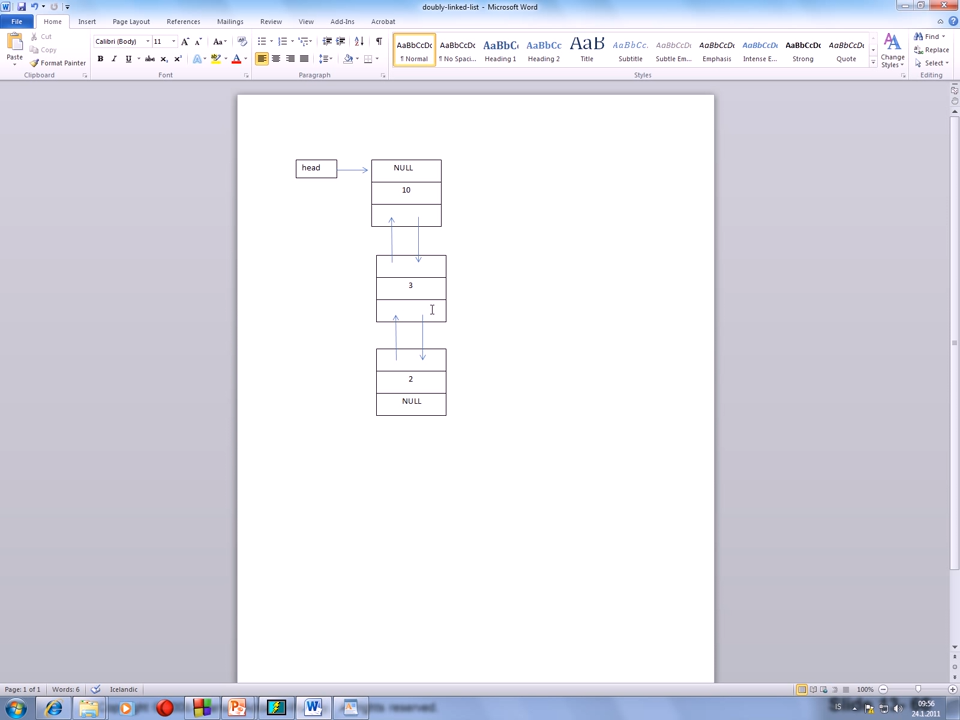 doubly-linked-list - Microsoft Word
File Home Insert Page Layout References Mailings Review View Add-Ins Acrobat
Paste
Cut
Copy
Format Painter
Clipboard
Calibri (Body) 11
Font
Paragraph
AaBbCcDc AaBbCcDc AaBbC AaBbCc AaB AaBbCc. AaBbCcDc AaBbCcDc AaBbCcDc AaBbCcDc AaBbCcDc
¶ Normal ¶ No Spaci... Heading 1 Heading 2 Title Subtitle Subtle Em... Emphasis Intense E... Strong Quote
Styles
Change Styles
Find
Replace
Select
Editing
head
NULL
10
3
2
NULL
Page: 1 of 1 Words: 6 Icelandic
100%
IS
09:56
24.1.2011